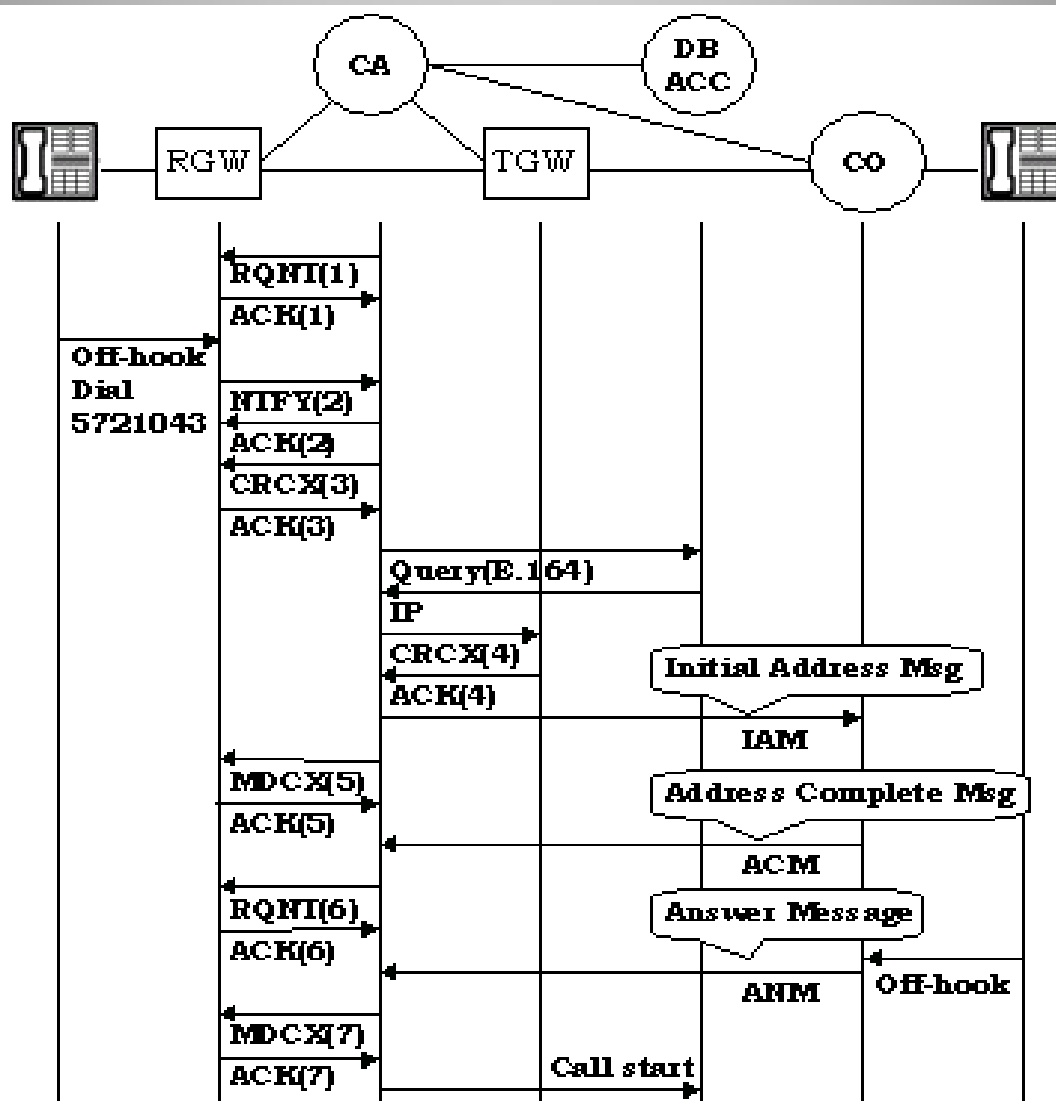 CA
DB
ACC
RGW
TGW
CO
RQNT(1)
ACK(1)
Off-hook
Dial
5721043
NTFY(2)
ACK(2)
CRCX(3)
ACK(3)
Query(E.164)
IP
CRCX(4)
ACK(4)
Initial Address Msg
IAM
MDCX(5)
ACK(5)
Address Complete Msg
ACM
RQNT(6)
ACK(6)
Answer Message
ANM
Off-hook
MDCX(7)
ACK(7)
Call start